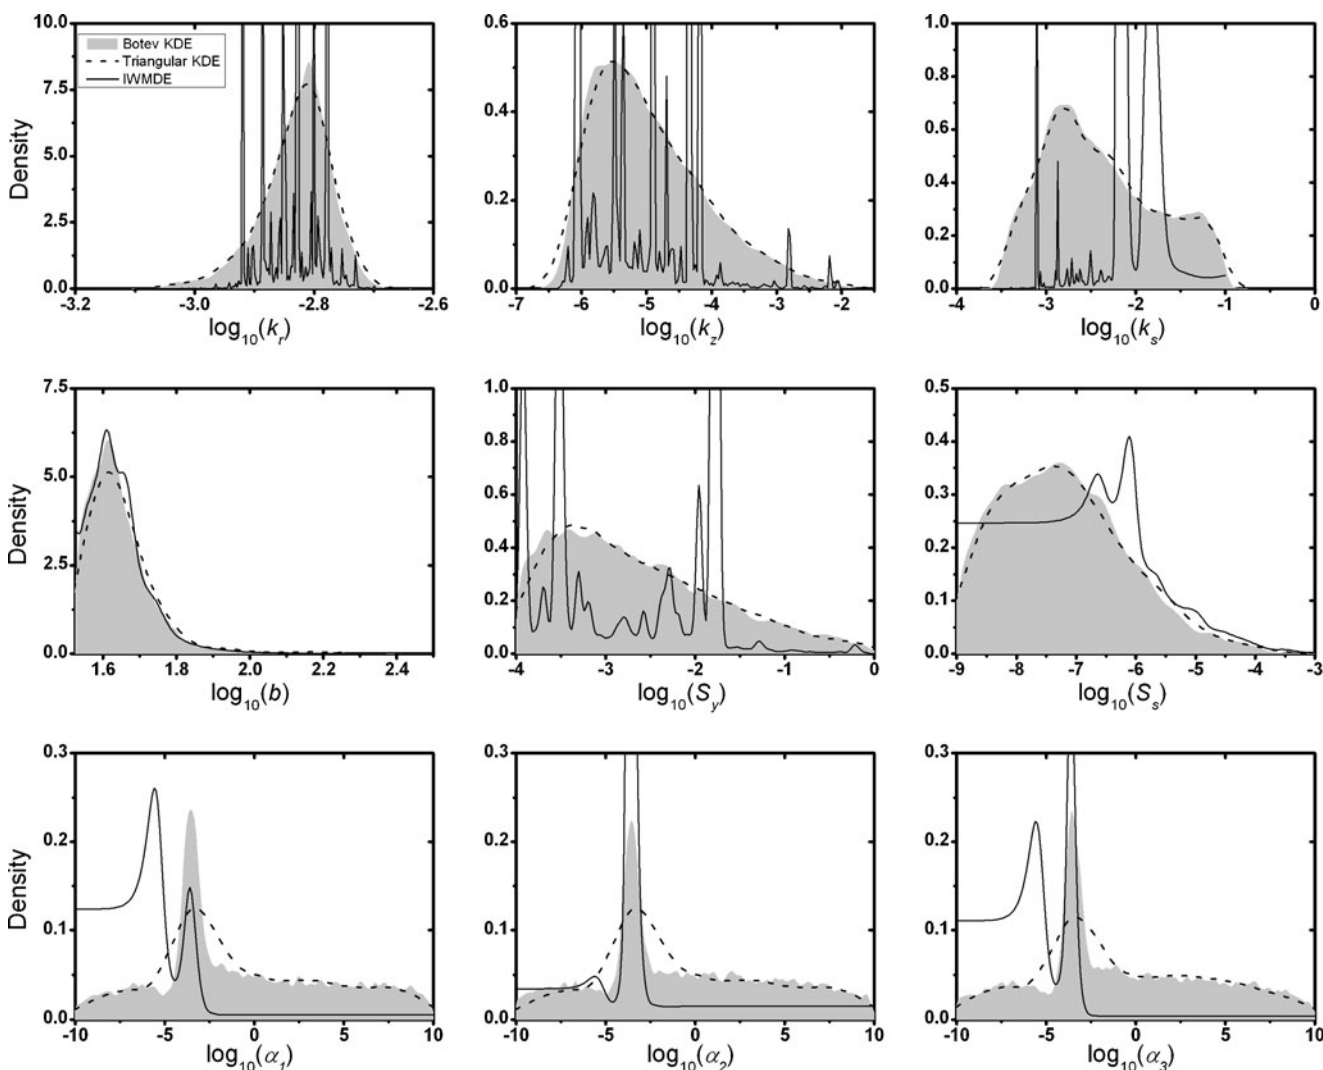 10.0
7.5
5.0
2.5
0.0
Density
Botev KDE
Triangular KDE
IWMDE
-3.2 -3.0 -2.8 -2.6
log10(kr)
0.6
0.4
0.2
0.0
-7 -6 -5 -4 -3 -2
log10(kz)
1.0
0.8
0.6
0.4
0.2
0.0
-4 -3 -2 -1 0
log10(ks)
7.5
5.0
2.5
0.0
Density
1.6 1.8 2.0 2.2 2.4
log10(b)
1.0
0.8
0.6
0.4
0.2
0.0
-4 -3 -2 -1 0
log10(Sy)
0.5
0.4
0.3
0.2
0.1
0.0
-9 -8 -7 -6 -5 -4 -3
log10(Ss)
0.3
0.2
0.1
0.0
Density
-10 -5 0 5 10
log10(α1)
0.3
0.2
0.1
0.0
-10 -5 0 5 10
log10(α2)
0.3
0.2
0.1
0.0
-10 -5 0 5 10
log10(α3)